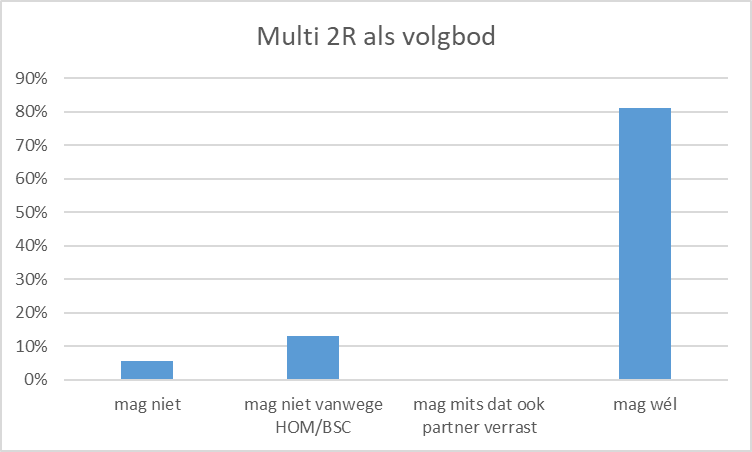 Multi 2R als volgbod
90%
80%
70%
60%
50%
40%
30%
20%
10%
0%
mag niet
mag niet vanwege
HOM/BSC
mag mits dat ook
partner verrast
mag wél